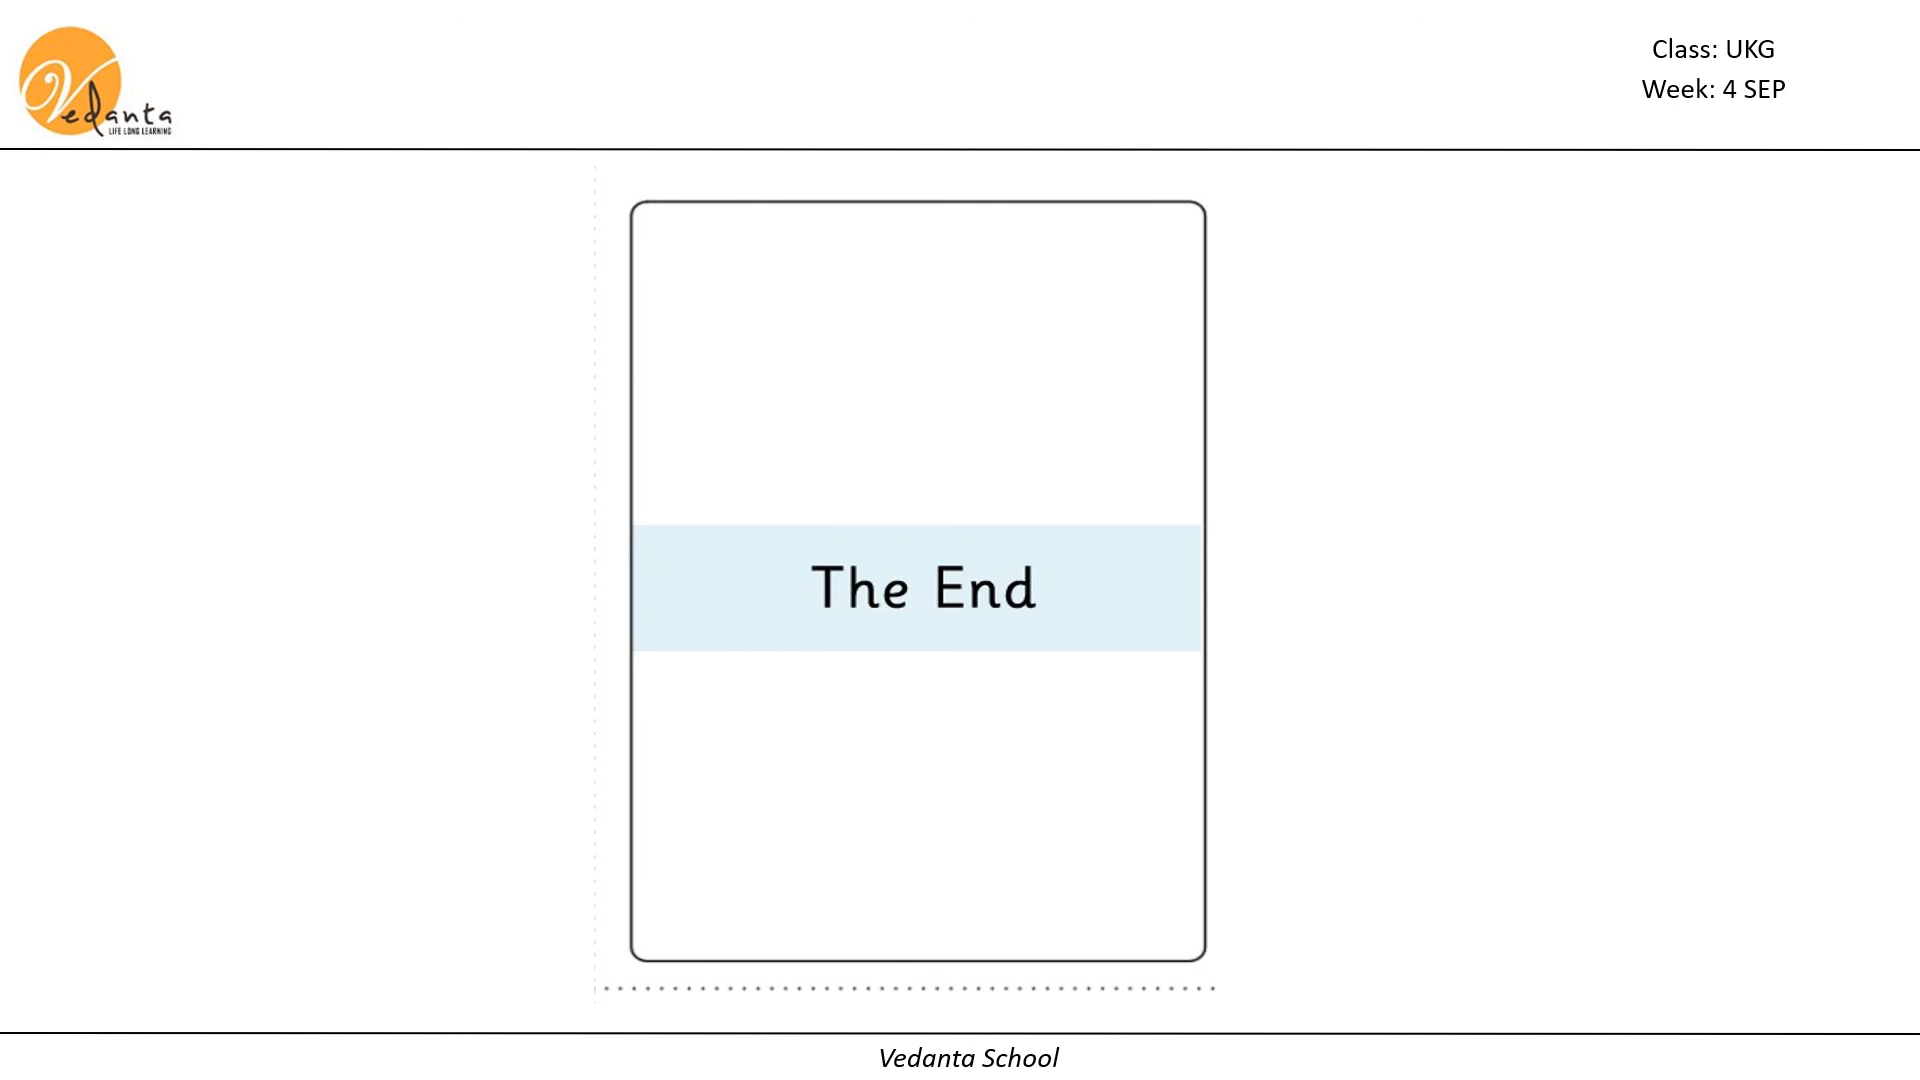 Vedanta
LIFE LONG LEARNING
Class: UKG
Week: 4 SEP
The End
Vedanta School